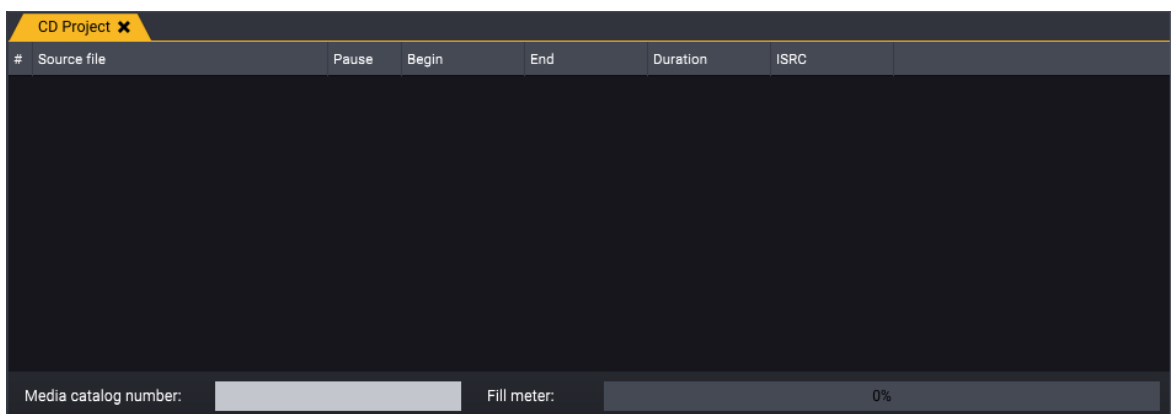 CD Project
# Source file Pause Begin End Duration ISRC
Media catalog number: Fill meter: 0%